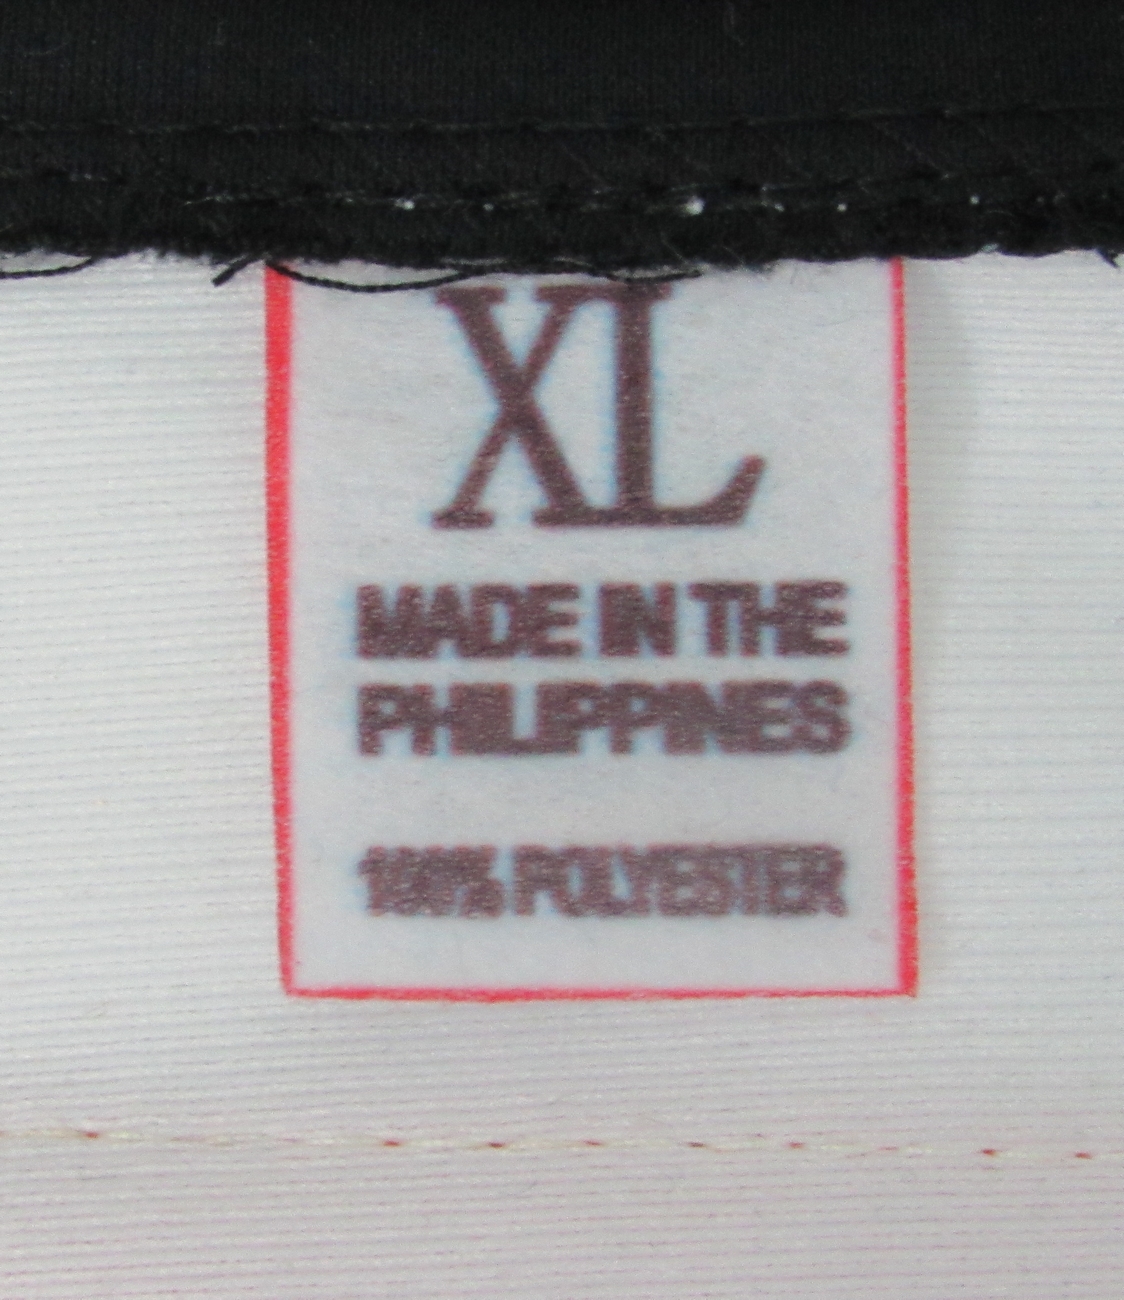 XL
MADE IN THE
PHILIPPINES
100% POLYESTER